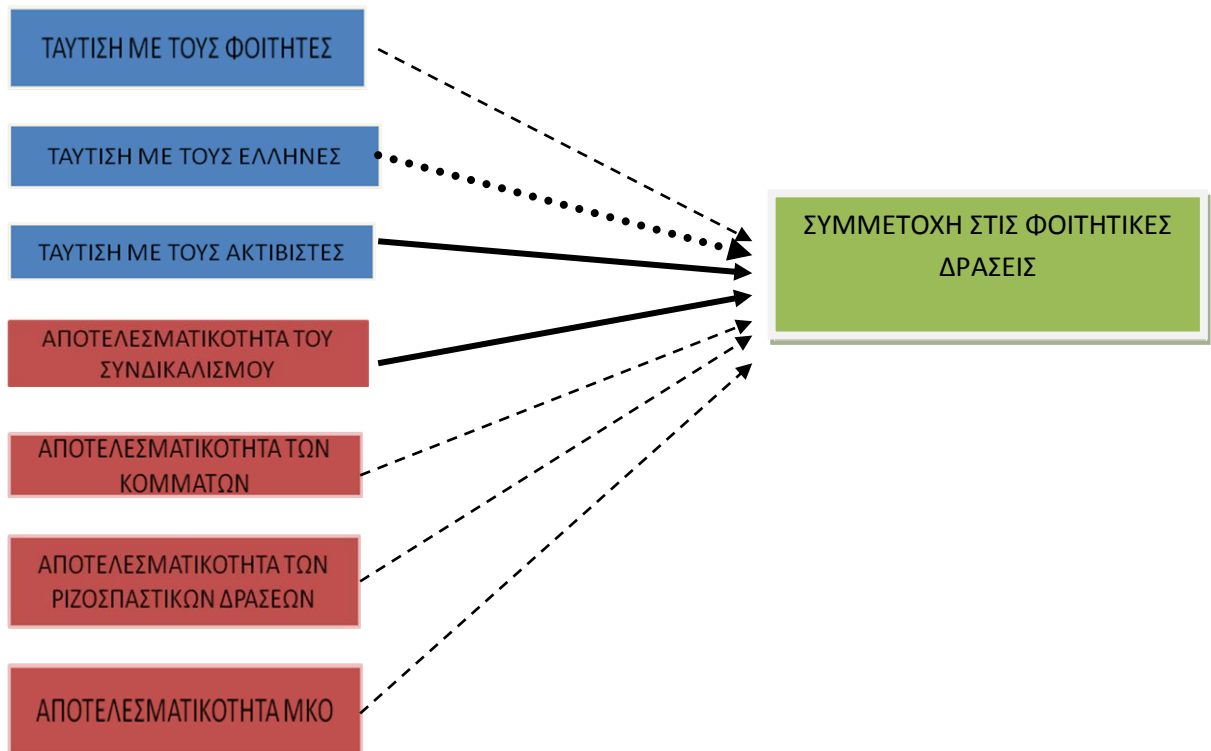 ΤΑΥΤΙΣΗ ΜΕ ΤΟΥΣ ΦΟΙΤΗΤΕΣ
ΤΑΥΤΙΣΗ ΜΕ ΤΟΥΣ ΕΛΛΗΝΕΣ
ΤΑΥΤΙΣΗ ΜΕ ΤΟΥΣ ΑΚΤΙΒΙΣΤΕΣ
ΑΠΟΤΕΛΕΣΜΑΤΙΚΟΤΗΤΑ ΤΟΥ
ΣΥΝΔΙΚΑΛΙΣΜΟΥ
ΑΠΟΤΕΛΕΣΜΑΤΙΚΟΤΗΤΑ ΤΩΝ
ΚΟΜΜΑΤΩΝ
ΑΠΟΤΕΛΕΣΜΑΤΙΚΟΤΗΤΑ ΤΩΝ
ΡΙΖΟΣΠΑΣΤΙΚΩΝ ΔΡΑΣΕΩΝ
ΑΠΟΤΕΛΕΣΜΑΤΙΚΟΤΗΤΑ ΜΚΟ
ΣΥΜΜΕΤΟΧΗ ΣΤΙΣ ΦΟΙΤΗΤΙΚΕΣ
ΔΡΑΣΕΙΣ